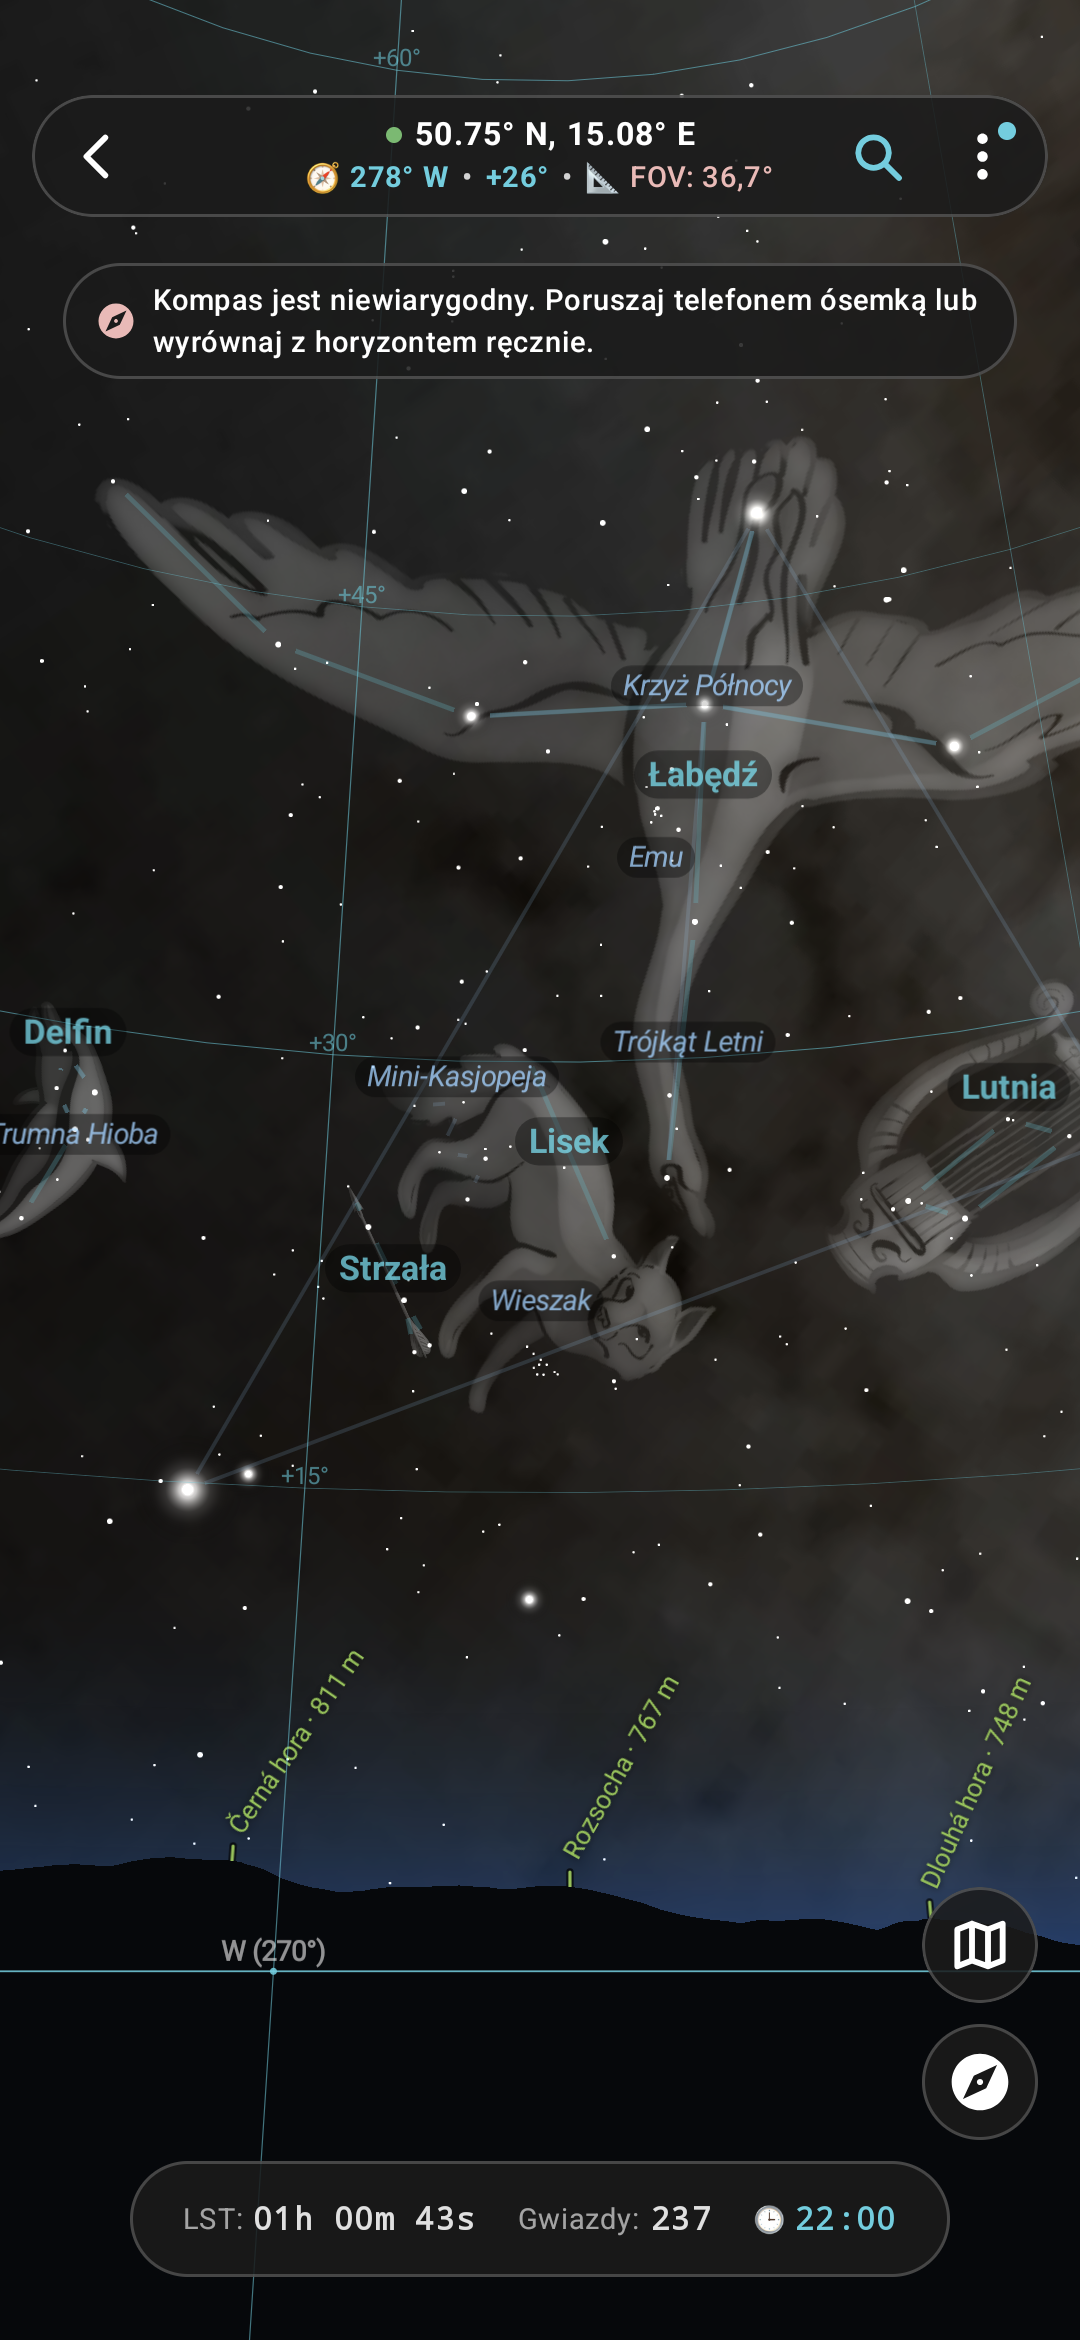 +60°
50.75° N, 15.08° E
278° W • +26° • FOV: 36,7°
Kompas jest niewiarygodny. Poruszaj telefonem ósemką lub
wyrównaj z horyzontem ręcznie.
+45°
Krzyż Północy
Łabędź
Emu
Delfin
+30°
Trójkąt Letni
Mini-Kasjopeja
Lutnia
Trumna Hioba
Lisek
Strzała
Wieszak
+15°
Černá hora · 811 m
Rozsocha · 767 m
Dlouhá hora · 748 m
W (270°)
LST: 01h 00m 43s Gwiazdy: 237 22:00